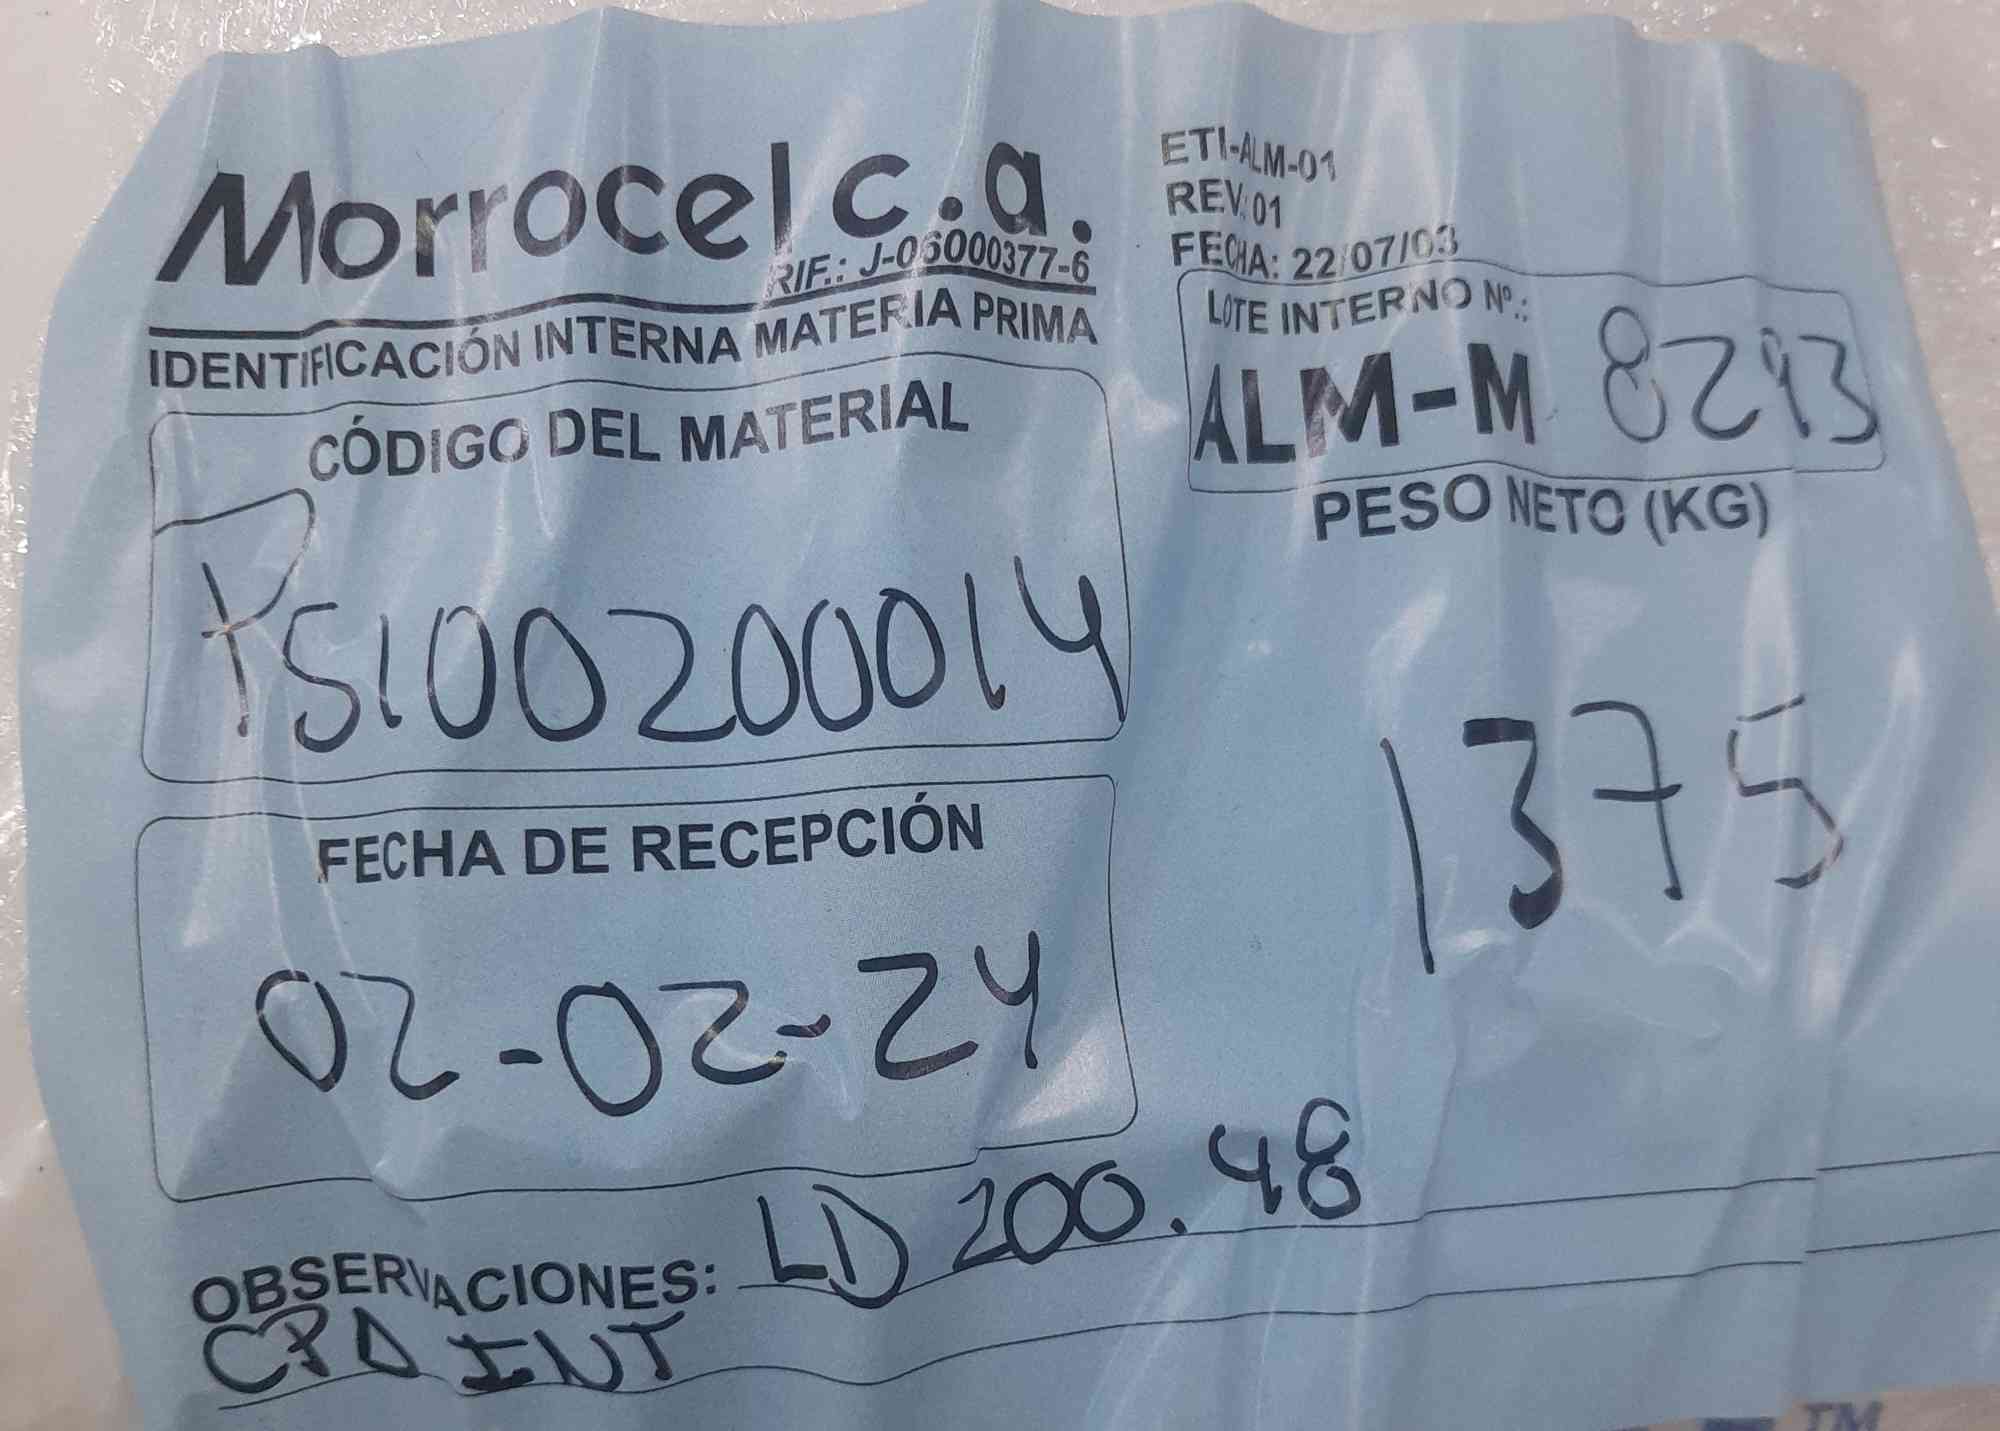 Morrocel c.a.
RIF.: J-06000377-6
IDENTIFICACIÓN INTERNA MATERIA PRIMA
CÓDIGO DEL MATERIAL
PS100200014
FECHA DE RECEPCIÓN
02-02-24
ETI-ALM-01
REV:01
FECHA: 22/07/03
LOTE INTERNO Nº.:
ALM-M 8293
PESO NETO (KG)
1375
OBSERVACIONES: LD 200.48
INT
TM